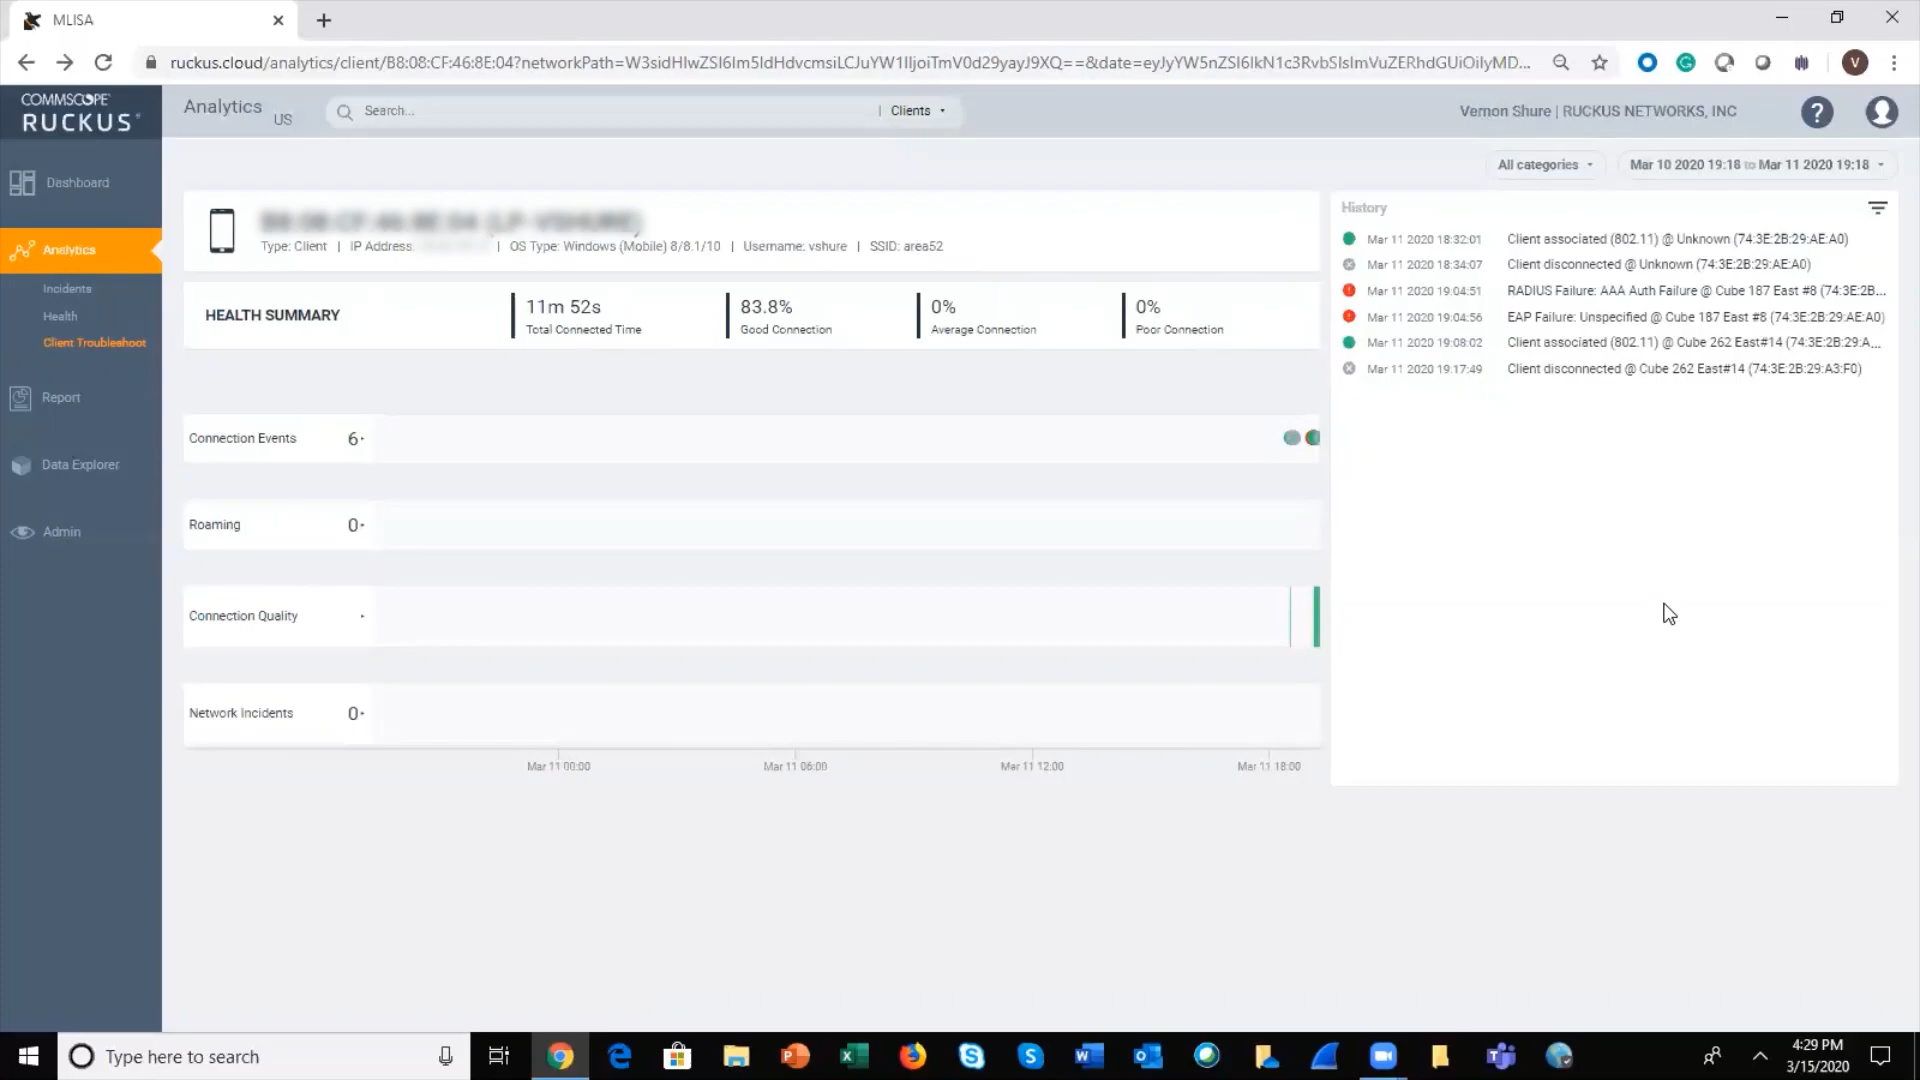 MLISA
ruckus.cloud/analytics/client/B8:08:CF:46:8E:04?networkPath=W3sidHlwZSI6Im5ldHdvcmsiLCJuYW1lIjoiTmV0d29yayJ9XQ==&date=eyJyYW5nZSI6IkN1c3RvbSIsImVuZERhdGUiOiIyMD...
COMMSCOPE
RUCKUS
Analytics
US
Search...
Clients
Vernon Shure | RUCKUS NETWORKS, INC
?
Dashboard
Analytics
Incidents
Health
Client Troubleshoot
Report
Data Explorer
Admin
All categories
Mar 10 2020 19:18 to Mar 11 2020 19:18
Type: Client | IP Address: | OS Type: Windows (Mobile) 8/8.1/10 | Username: vshure | SSID: area52
HEALTH SUMMARY
11m 52s
Total Connected Time
83.8%
Good Connection
0%
Average Connection
0%
Poor Connection
Connection Events 6
Roaming 0
Connection Quality
Network Incidents 0
Mar 11 00:00
Mar 11 06:00
Mar 11 12:00
Mar 11 18:00
History
Mar 11 2020 18:32:01 Client associated (802.11) @ Unknown (74:3E:2B:29:AE:A0)
Mar 11 2020 18:34:07 Client disconnected @ Unknown (74:3E:2B:29:AE:A0)
Mar 11 2020 19:04:51 RADIUS Failure: AAA Auth Failure @ Cube 187 East #8 (74:3E:2B...
Mar 11 2020 19:04:56 EAP Failure: Unspecified @ Cube 187 East #8 (74:3E:2B:29:AE:A0)
Mar 11 2020 19:08:02 Client associated (802.11) @ Cube 262 East#14 (74:3E:2B:29:A...
Mar 11 2020 19:17:49 Client disconnected @ Cube 262 East#14 (74:3E:2B:29:A3:F0)
Type here to search
4:29 PM
3/15/2020